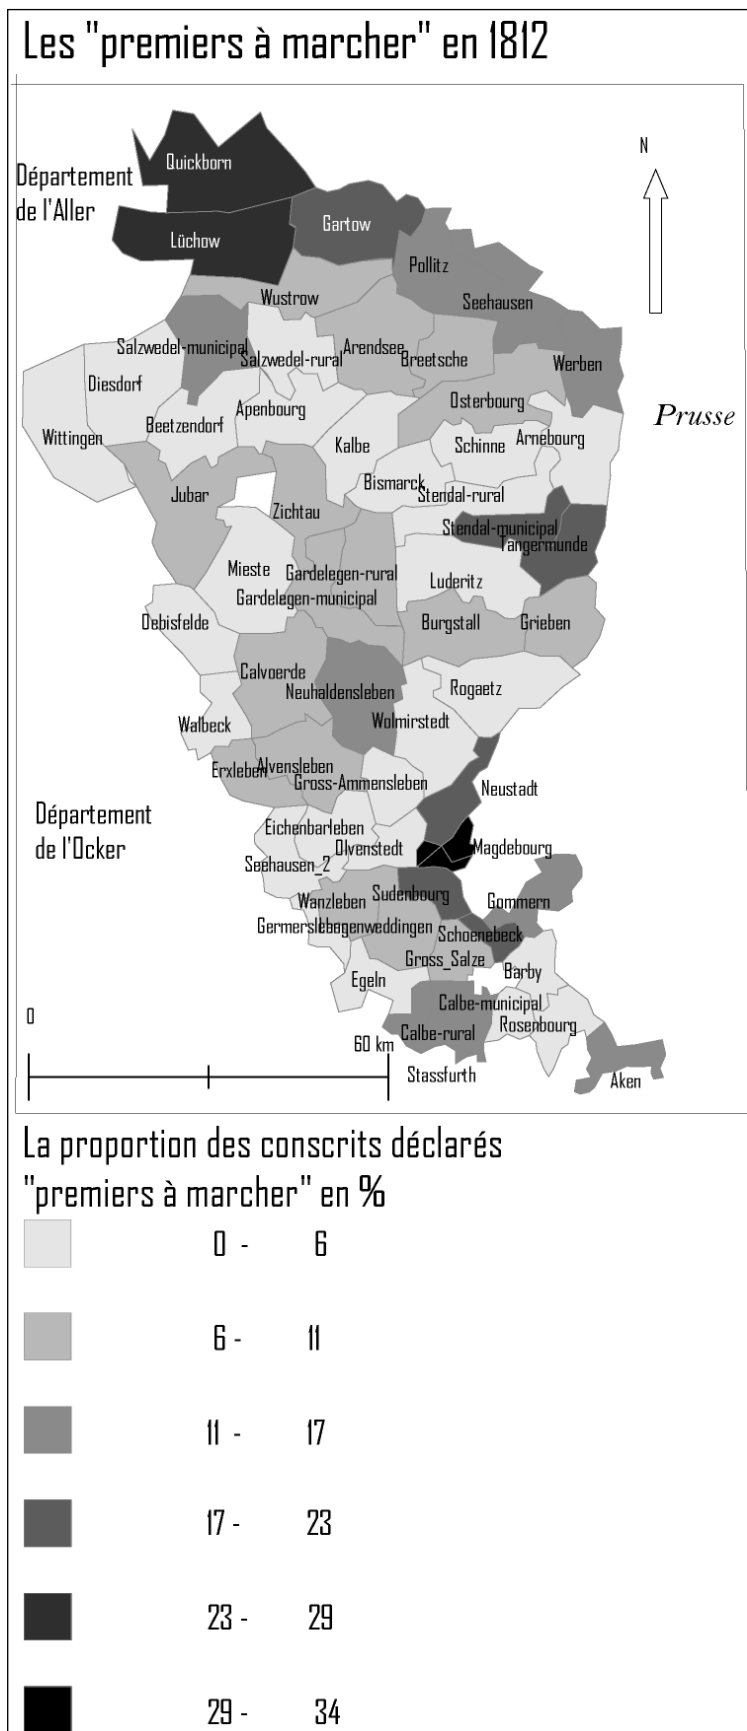 Les "premiers à marcher" en 1812
N
Quickborn
Département
de l'Aller
Gartow
Lüchow
Pollitz
Wustrow
Seehausen
Salzwedel-municipal
Salzwedel-rural
Arendsee
Breetsche
Werben
Diesdorf
Apenbourg
Osterbourg
Prusse
Beetzendorf
Wittingen
Kalbe
Schinne
Arnebourg
Bismarck
Stendal-rural
Jubar
Zichtau
Stendal-municipal
Tangermunde
Mieste
Gardelegen-rural
Luderitz
Gardelegen-municipal
Oebisfelde
Burgstall
Grieben
Calvoerde
Neuhaldensleben
Rogaetz
Walbeck
Wolmirstedt
Erxleben
Alvensleben
Gross-Ammensleben
Neustadt
Département
de l'Ocker
Eichenbarleben
Olvenstedt
Magdebourg
Seehausen_2
Wanzleben
Sudenbourg
Gommern
Germersleben
Langenweddingen
Schoenebeck
Gross_Salze
Egeln
Barby
Calbe-municipal
Calbe-rural
Rosenbourg
0
60 km
Stassfurth
Aken
La proportion des conscrits déclarés
"premiers à marcher" en %
0 - 6
6 - 11
11 - 17
17 - 23
23 - 29
29 - 34